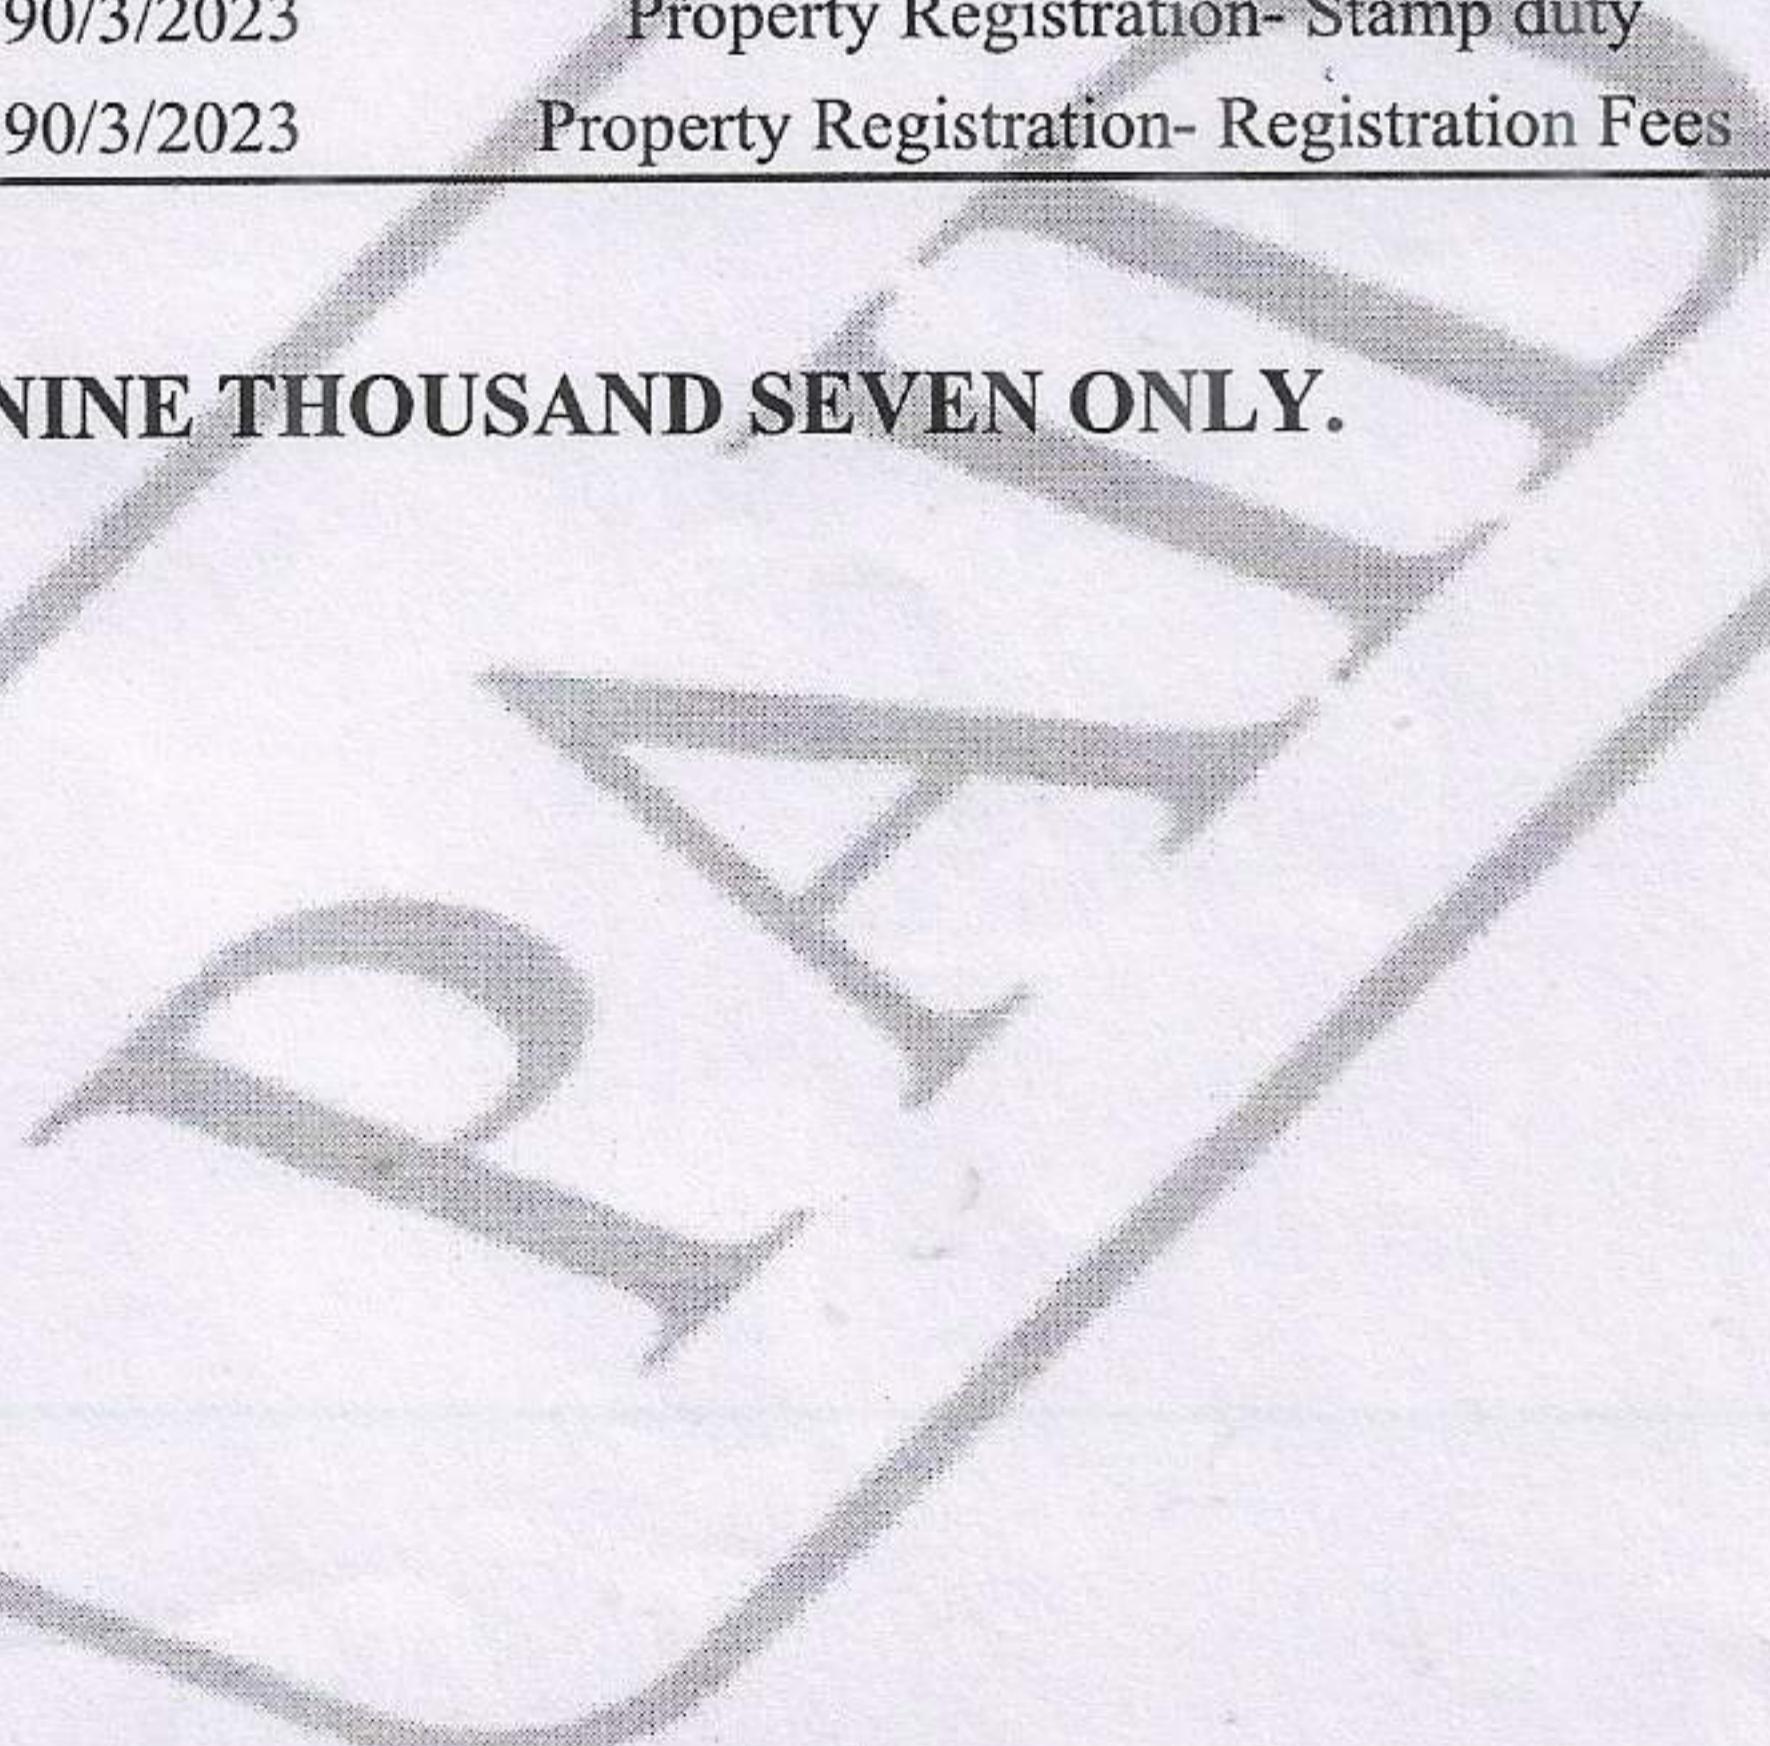 90/3/2023 Property Registration- Stamp duty
90/3/2023 Property Registration- Registration Fees
NINE THOUSAND SEVEN ONLY.
PAID